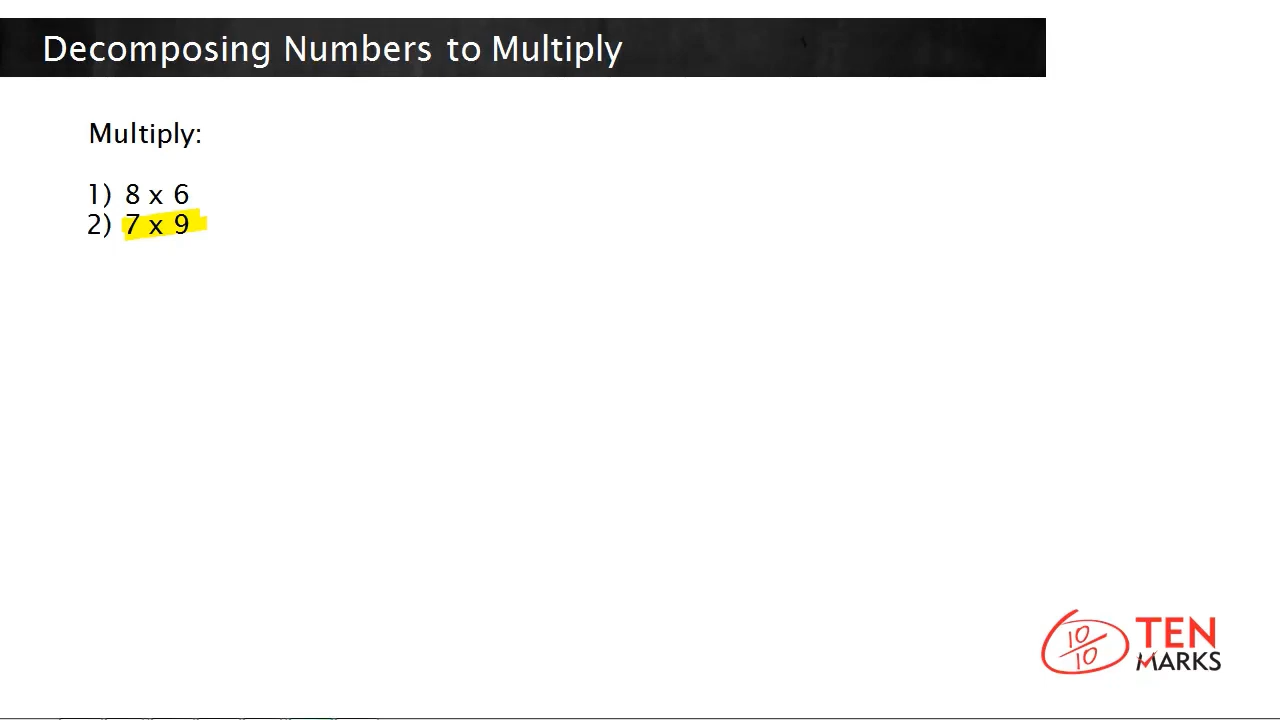 Decomposing Numbers to Multiply
Multiply:
1) 8 x 6
2) 7 x 9
10
10
TEN
MARKS